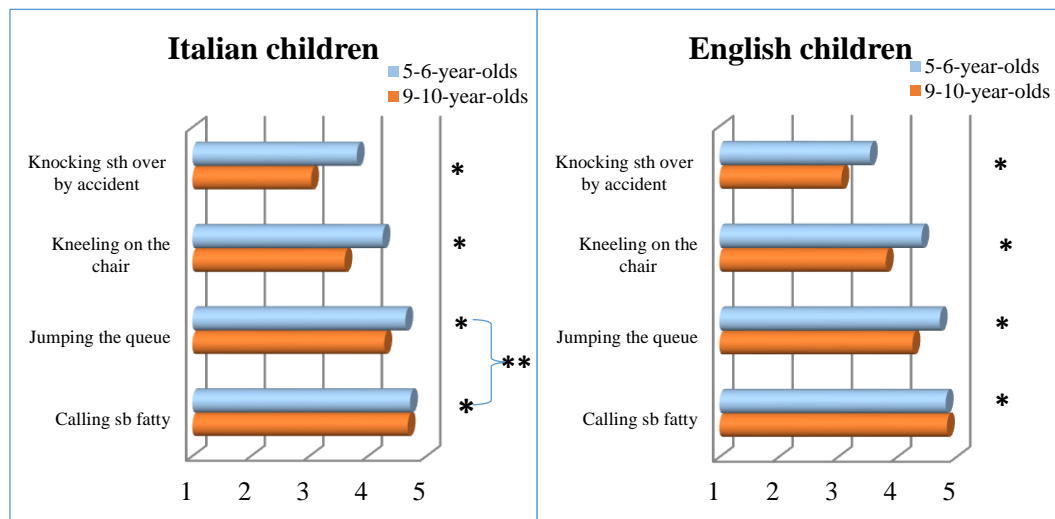 Italian children
5-6-year-olds
9-10-year-olds
Knocking sth over
by accident
*
Kneeling on the
chair
*
Jumping the queue
*
**
Calling sb fatty
*
1 2 3 4 5
English children
5-6-year-olds
9-10-year-olds
Knocking sth over
by accident
*
Kneeling on the
chair
*
Jumping the queue
*
Calling sb fatty
*
1 2 3 4 5